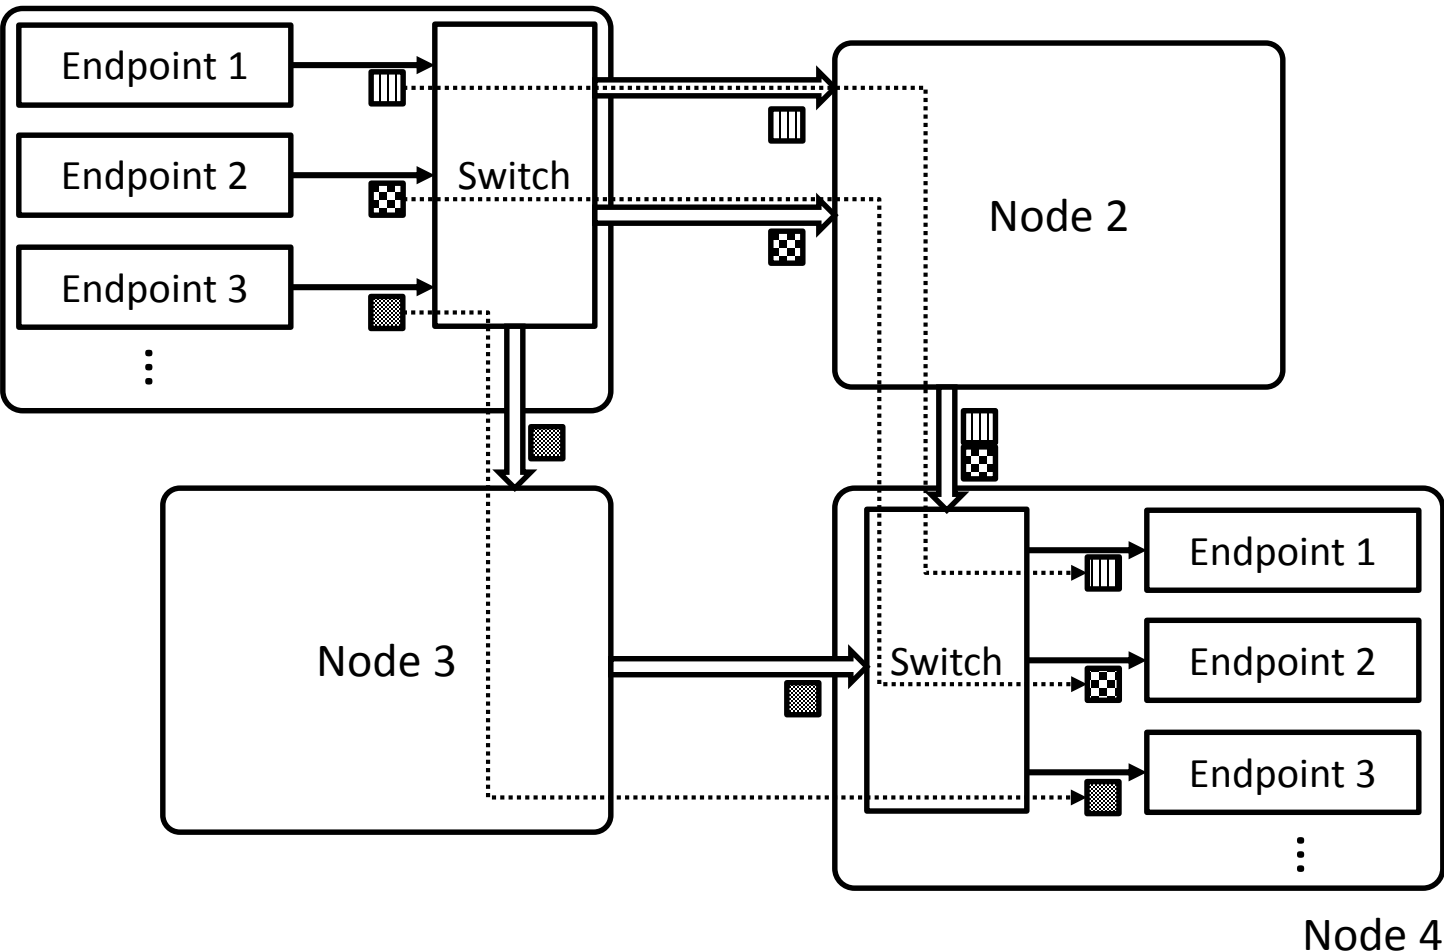 Endpoint 1
Endpoint 2
Switch
Endpoint 3
⋮
Node 2
Node 3
Switch
Endpoint 1
Endpoint 2
Endpoint 3
⋮
Node 4